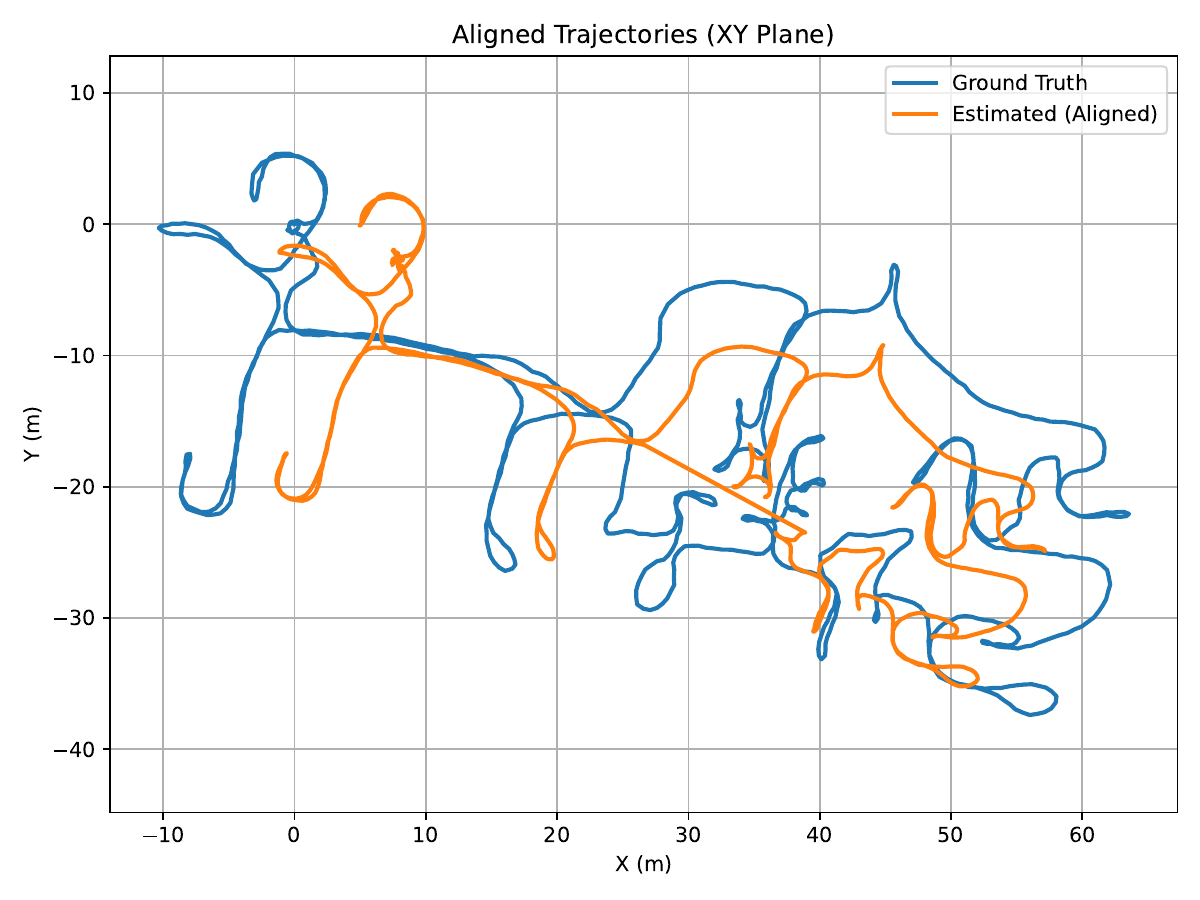 Aligned Trajectories (XY Plane)
Ground Truth
Estimated (Aligned)
10
0
−10
−20
−30
−40
Y (m)
−10 0 10 20 30 40 50 60
X (m)